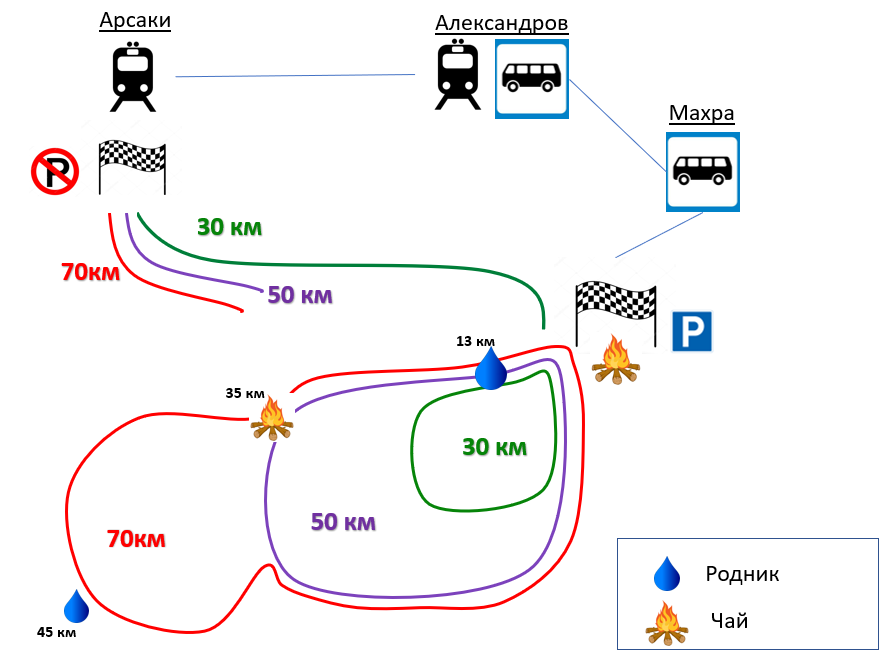 Арсаки
Александров
Махра
P
30 км
70км
50 км
P
13 км
35 км
30 км
50 км
70км
45 км
Родник
Чай